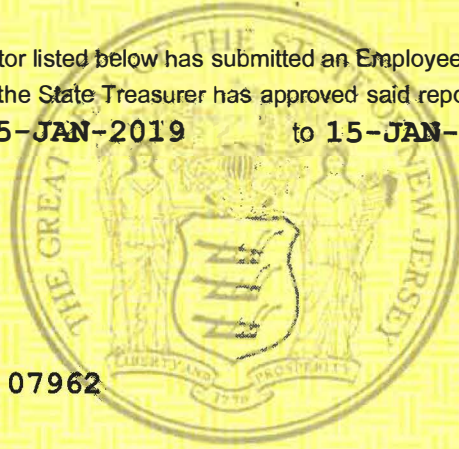 tor listed below has submitted an Employee
the State Treasurer has approved said repo
5-JAN-2019 to 15-JAN-
THE GREAT SEAL OF THE STATE OF NEW JERSEY
LIBERTY AND PROSPERITY
1776
07962